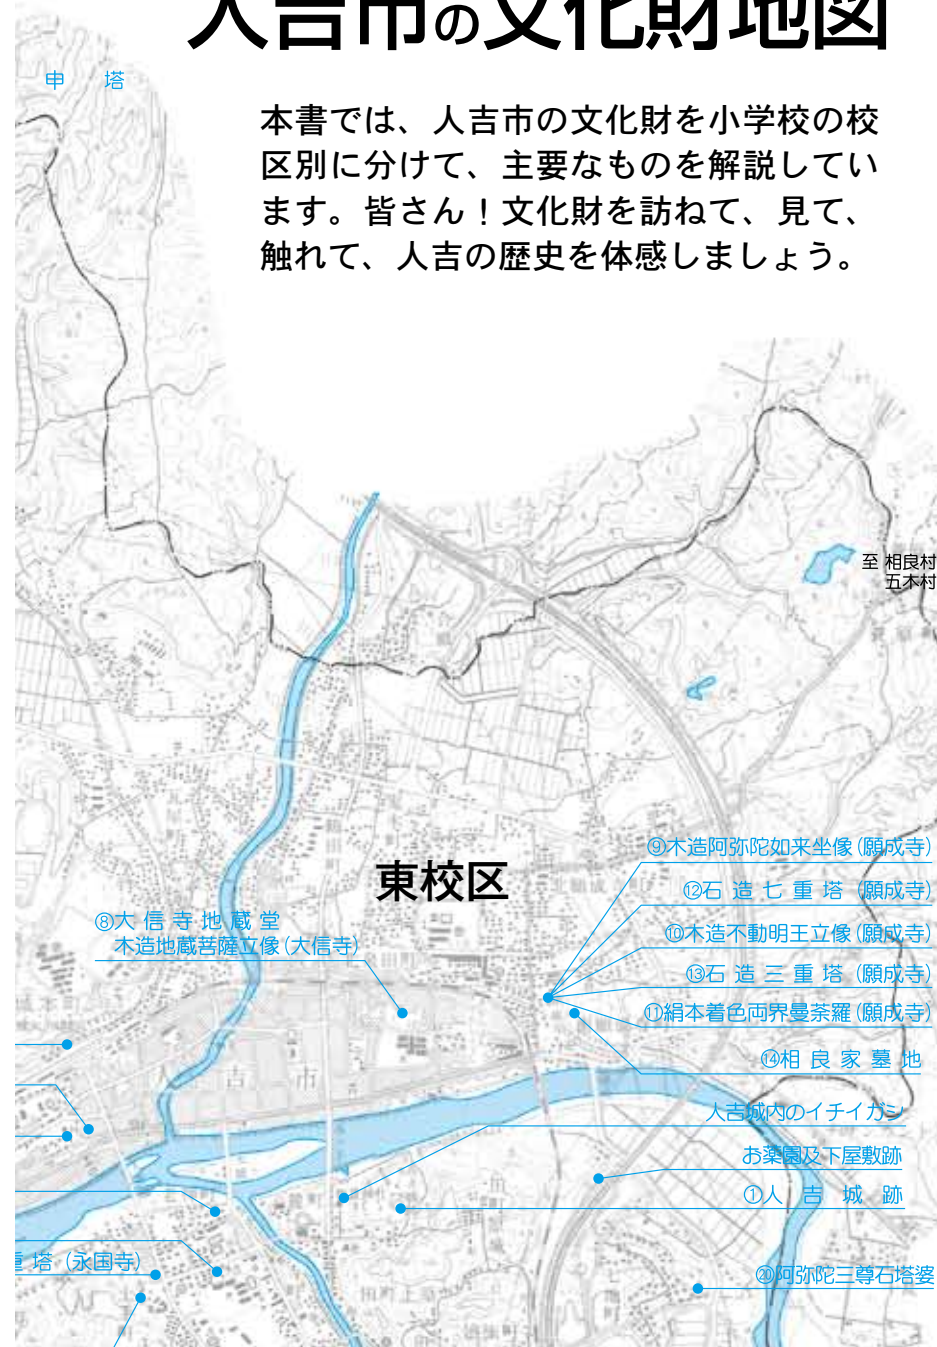 人吉市の文化財地図
申 塔
本書では、人吉市の文化財を小学校の校
区別に分けて、主要なものを解説してい
ます。皆さん！文化財を訪ねて、見て、
触れて、人吉の歴史を体感しましょう。
至 相良村
五木村
東校区
⑨木造阿弥陀如来坐像(願成寺)
⑫石造七重塔(願成寺)
⑩木造不動明王立像(願成寺)
⑬石造三重塔(願成寺)
⑪絹本着色両界曼荼羅(願成寺)
⑭相良家墓地
⑧大信寺地蔵堂
木造地蔵菩薩立像(大信寺)
人吉市
人吉城内のイチイガシ
お薬園及下屋敷跡
①人吉城跡
重塔(永国寺)
⑳阿弥陀三尊石塔婆